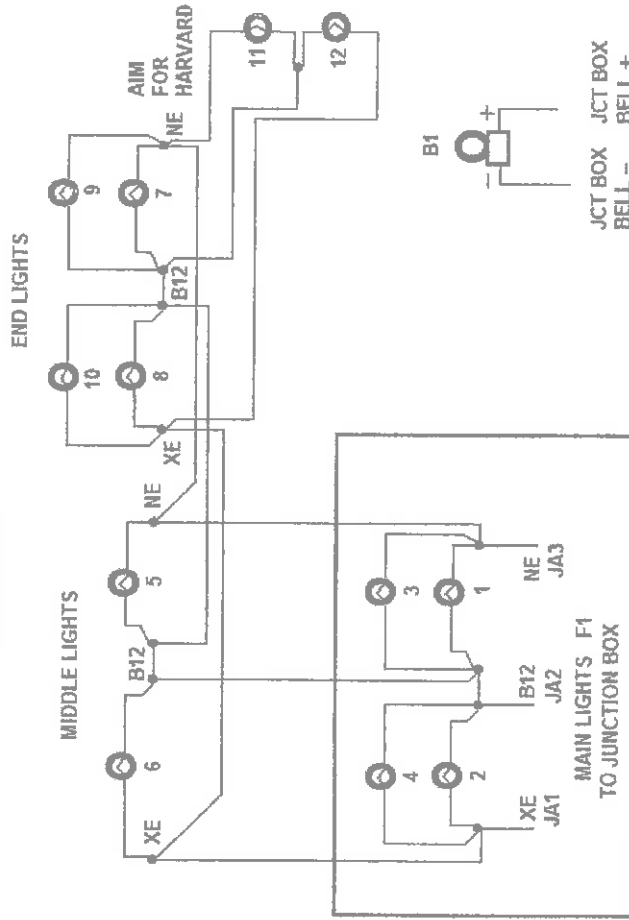 END LIGHTS
AIM
FOR
HARVARD
9
10
7
8
11
12
NE
B12
XE
MIDDLE LIGHTS
NE
5
B12
6
XE
B1
+
–
JCT BOX
BELL –
JCT BOX
BELL +
3
1
4
2
NE
JA3
B12
JA2
XE
JA1
MAIN LIGHTS F1
TO JUNCTION BOX